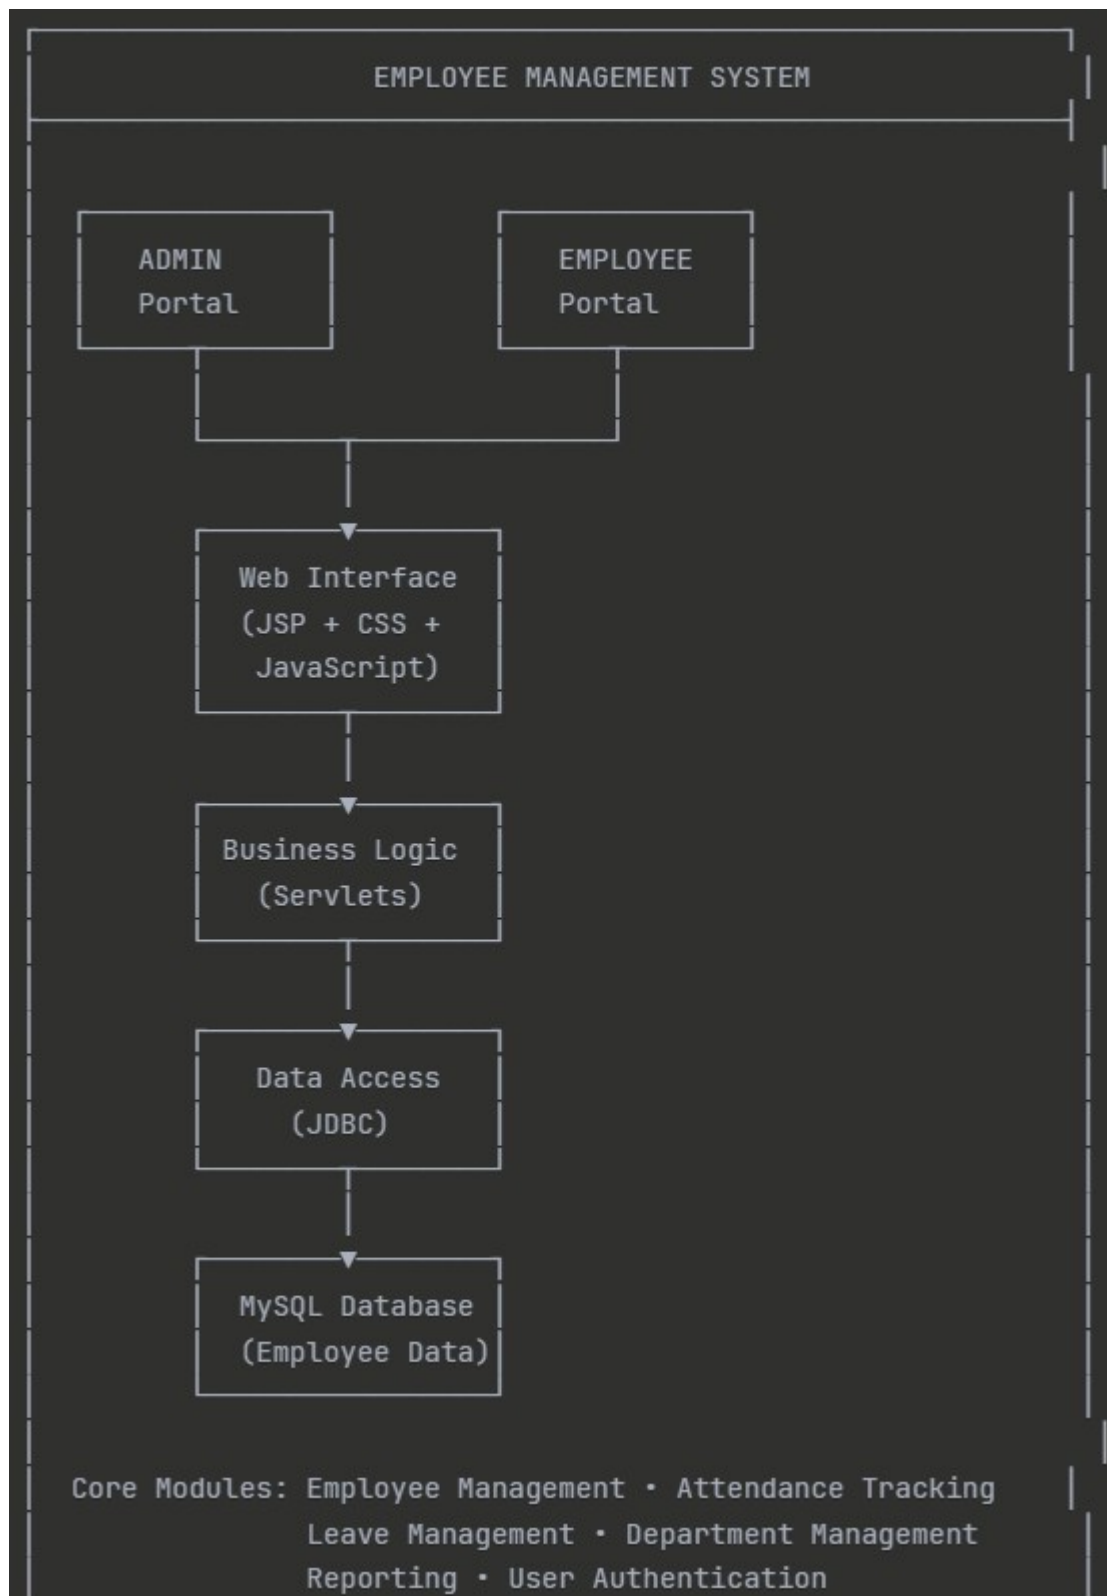 EMPLOYEE MANAGEMENT SYSTEM
ADMIN
Portal
EMPLOYEE
Portal
Web Interface
(JSP + CSS +
JavaScript)
Business Logic
(Servlets)
Data Access
(JDBC)
MySQL Database
(Employee Data)
Core Modules: Employee Management • Attendance Tracking
Leave Management • Department Management
Reporting • User Authentication